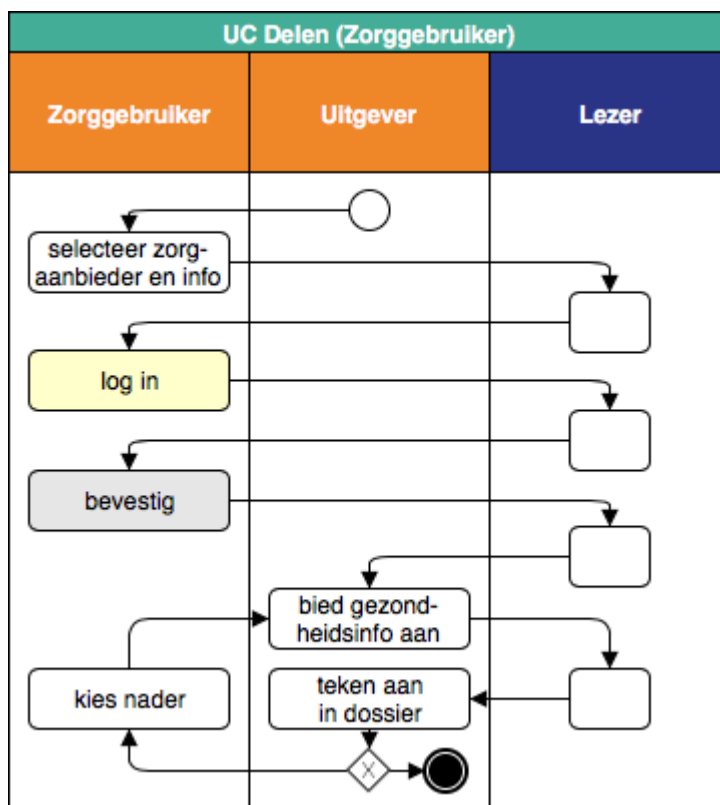 UC Delen (Zorggebruiker)
Zorggebruiker
Uitgever
Lezer
selecteer zorg-
aanbieder en info
log in
bevestig
bied gezond-
heidsinfo aan
kies nader
teken aan
in dossier
X